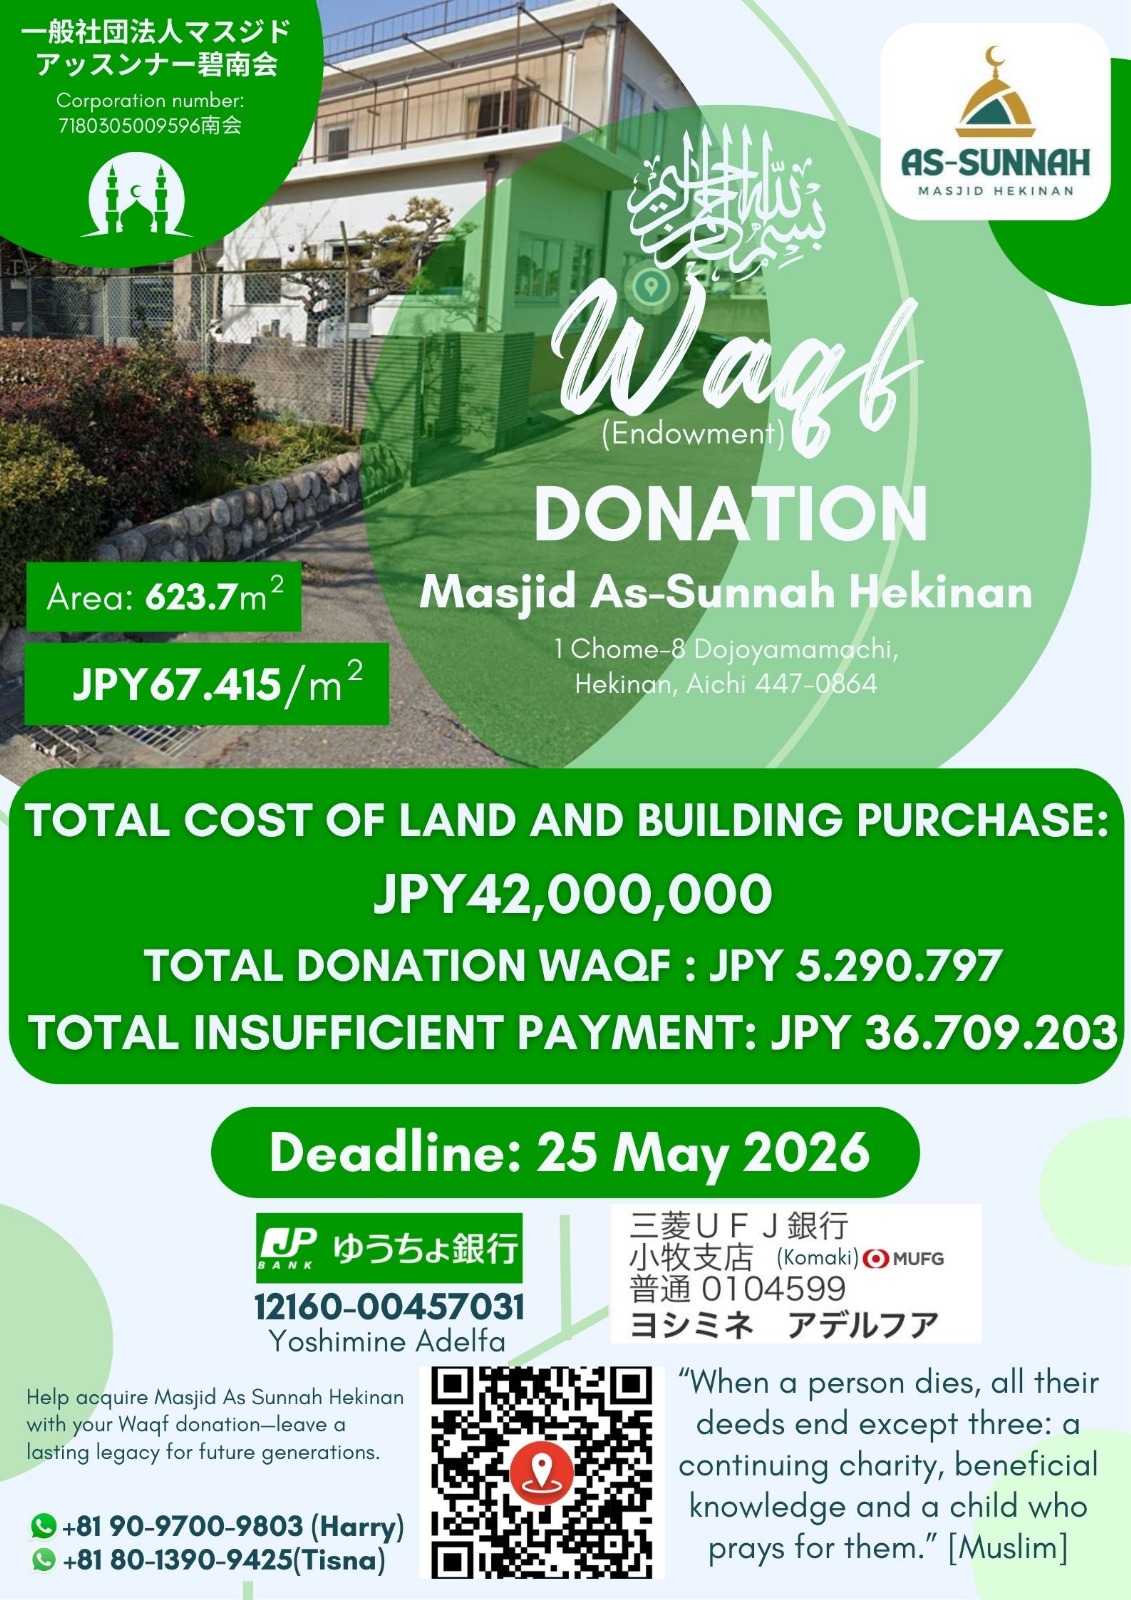 一般社団法人マスジド
アッスンナー碧南会
Corporation number:
7180305009596南会
AS-SUNNAH
MASJID HEKINAN
بسم الله الرحمن الرحيم
Waqf
(Endowment)
DONATION
Masjid As-Sunnah Hekinan
1 Chome-8 Dojoyamamachi,
Hekinan, Aichi 447-0864
Area: 623.7m²
JPY67.415/m²
TOTAL COST OF LAND AND BUILDING PURCHASE:
JPY42,000,000
TOTAL DONATION WAQF : JPY 5.290.797
TOTAL INSUFFICIENT PAYMENT: JPY 36.709.203
Deadline: 25 May 2026
JP BANK ゆうちょ銀行
12160-00457031
Yoshimine Adelfa
三菱ＵＦＪ銀行
小牧支店 (Komaki) MUFG
普通 0104599
ヨシミネ アデルフア
Help acquire Masjid As Sunnah Hekinan
with your Waqf donation—leave a
lasting legacy for future generations.
+81 90-9700-9803 (Harry)
+81 80-1390-9425(Tisna)
“When a person dies, all their
deeds end except three: a
continuing charity, beneficial
knowledge and a child who
prays for them.” [Muslim]